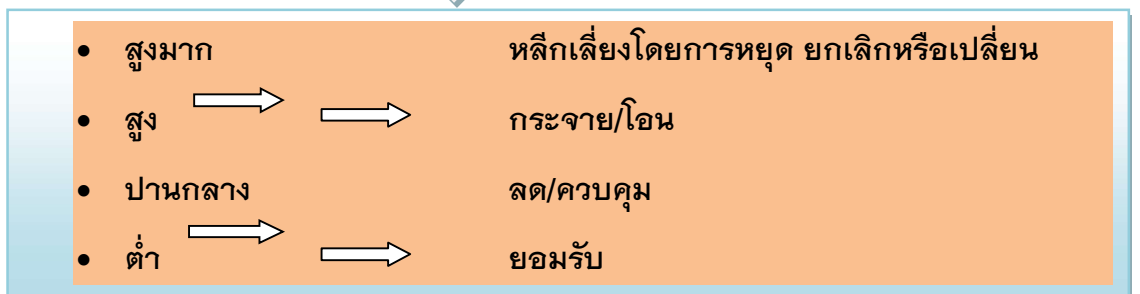 • สูงมาก หลีกเลี่ยงโดยการหยุด ยกเลิกหรือเปลี่ยน
• สูง กระจาย/โอน
• ปานกลาง ลด/ควบคุม
• ต่ำ ยอมรับ